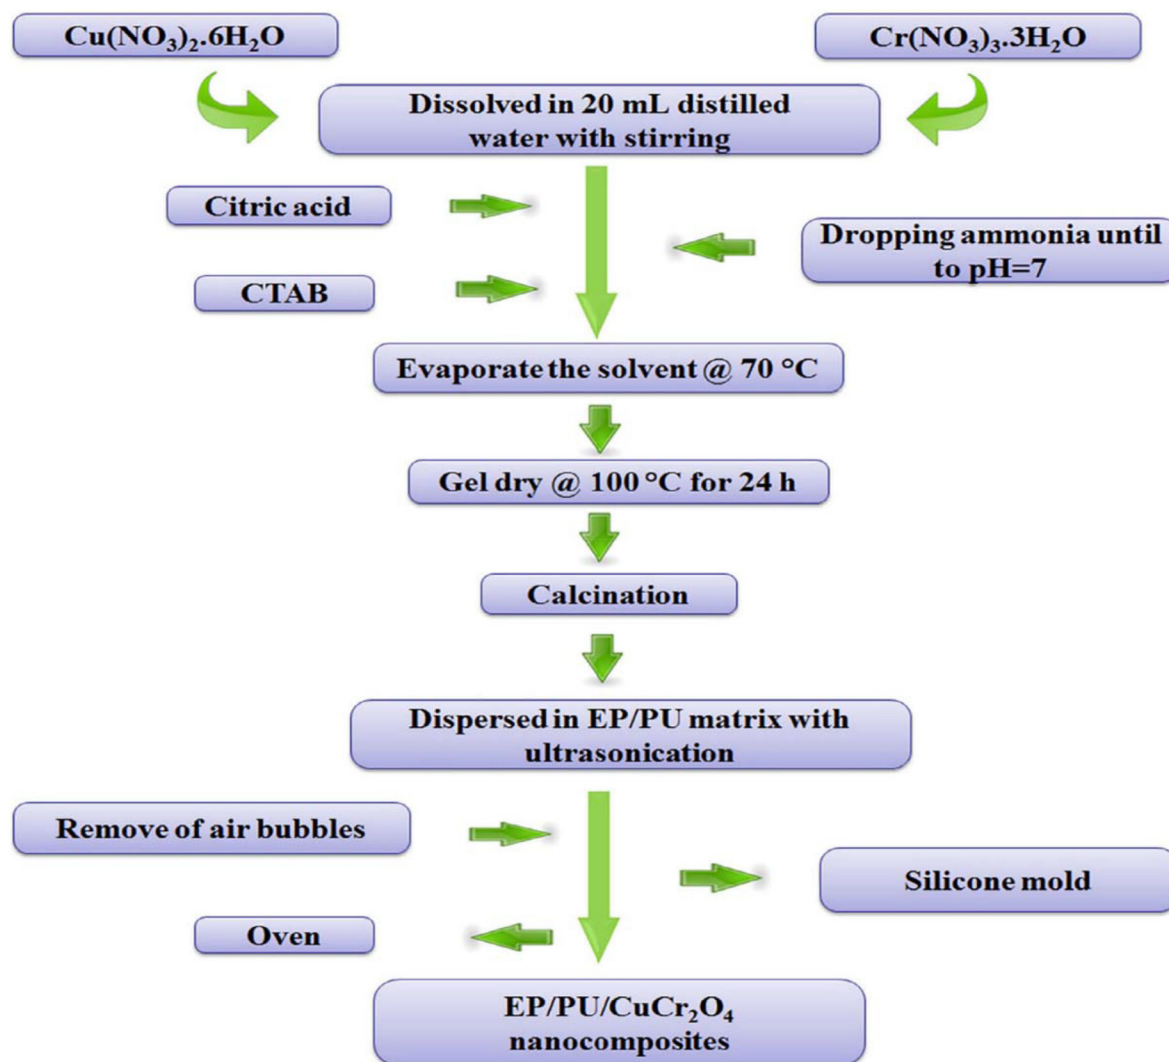 Cu(NO₃)₂.6H₂O
Cr(NO₃)₃.3H₂O
Dissolved in 20 mL distilled
water with stirring
Citric acid
Dropping ammonia until
to pH=7
CTAB
Evaporate the solvent @ 70 °C
Gel dry @ 100 °C for 24 h
Calcination
Dispersed in EP/PU matrix with
ultrasonication
Remove of air bubbles
Silicone mold
Oven
EP/PU/CuCr₂O₄
nanocomposites